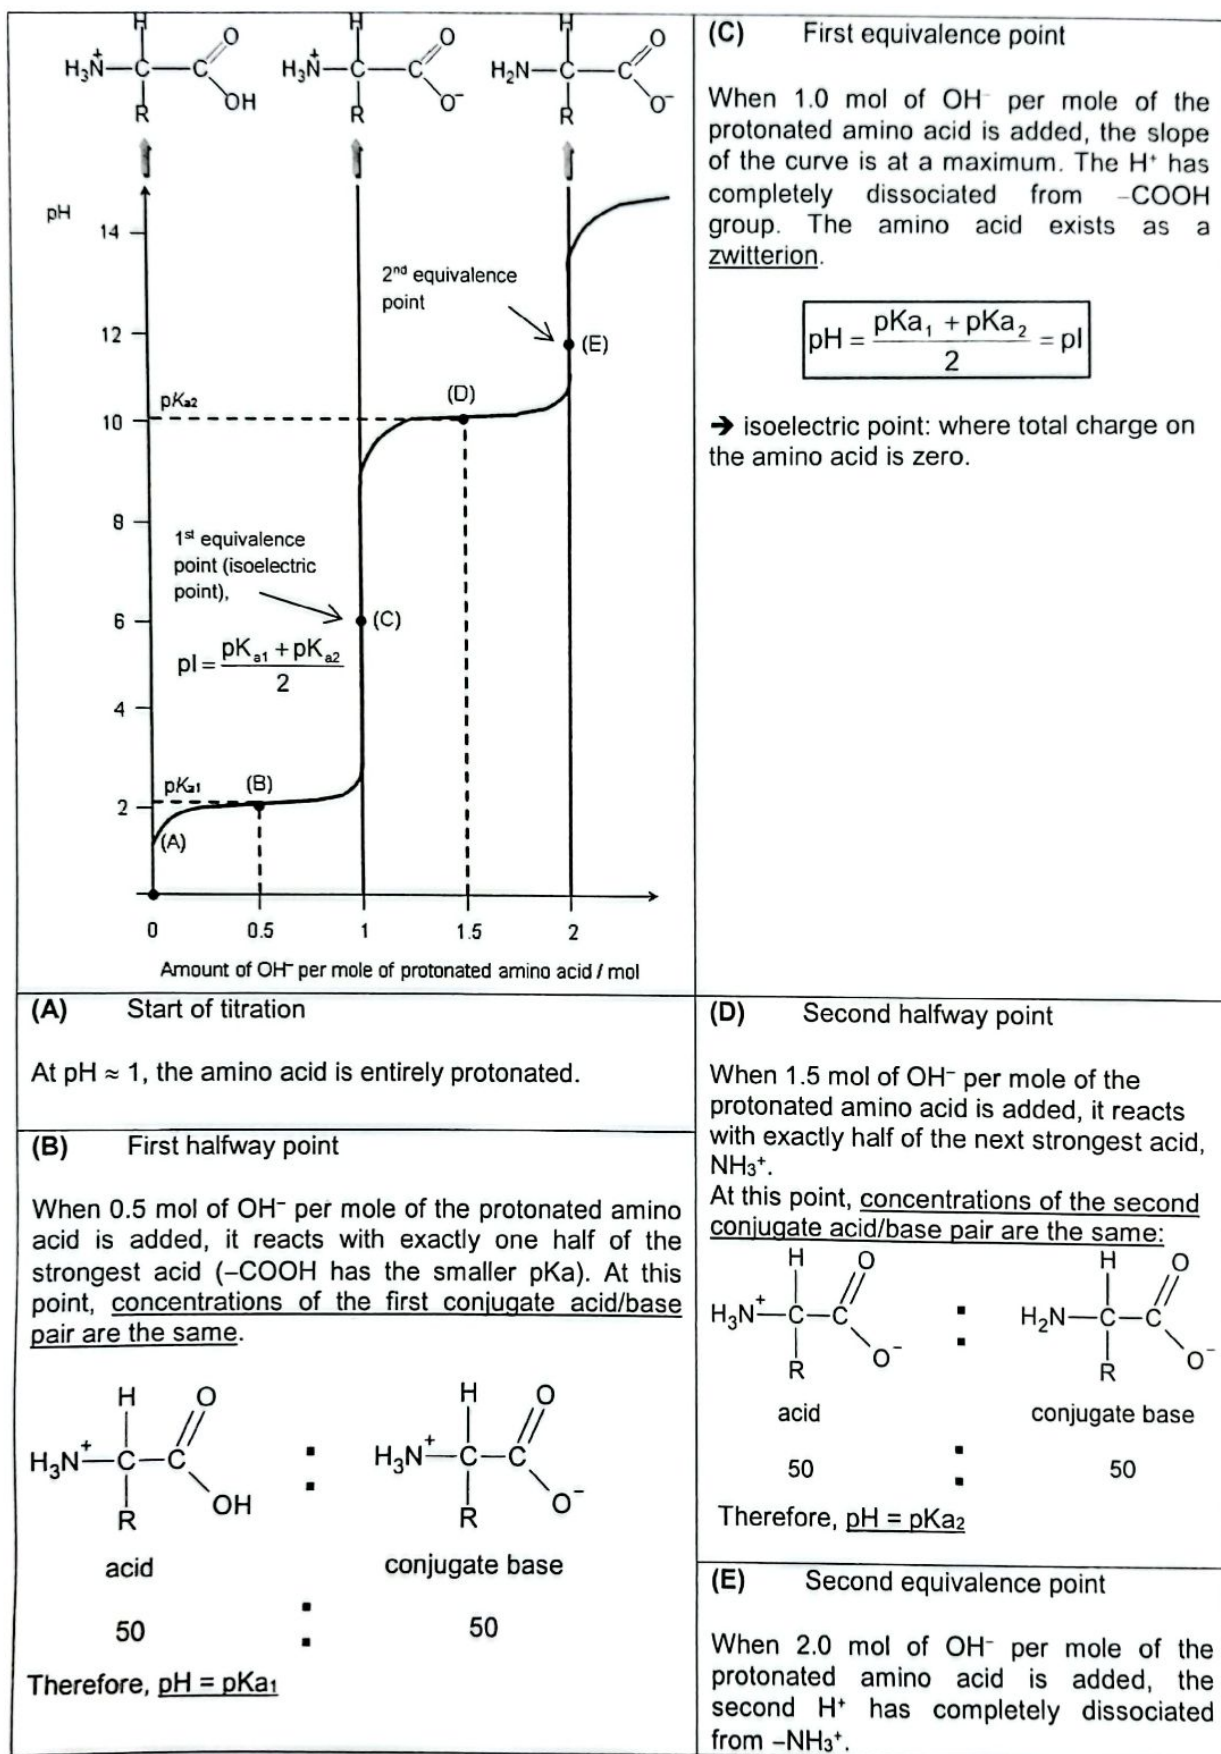 H
H₃N⁺—C—C
O
OH
R
H
H₃N⁺—C—C
O
O⁻
R
H
H₂N—C—C
O
O⁻
R
pH
14
12
10
8
6
4
2
pKa2
pKa1
(A)
(B)
(C)
(D)
(E)
2nd equivalence
point
1st equivalence
point (isoelectric
point),
pI = (pKa1 + pKa2) / 2
0 0.5 1 1.5 2
Amount of OH⁻ per mole of protonated amino acid / mol
(C) First equivalence point
When 1.0 mol of OH⁻ per mole of the
protonated amino acid is added, the slope
of the curve is at a maximum. The H⁺ has
completely dissociated from –COOH
group. The amino acid exists as a
zwitterion.
pH = (pKa₁ + pKa₂) / 2 = pI
➔ isoelectric point: where total charge on
the amino acid is zero.
(A) Start of titration
At pH ≈ 1, the amino acid is entirely protonated.
(B) First halfway point
When 0.5 mol of OH⁻ per mole of the protonated amino
acid is added, it reacts with exactly one half of the
strongest acid (–COOH has the smaller pKa). At this
point, concentrations of the first conjugate acid/base
pair are the same.
H
O
H₃N⁺—C—C
OH
R
:
H
O
H₃N⁺—C—C
O⁻
R
acid conjugate base
50 : 50
Therefore, pH = pKa₁
(D) Second halfway point
When 1.5 mol of OH⁻ per mole of the
protonated amino acid is added, it reacts
with exactly half of the next strongest acid,
NH₃⁺.
At this point, concentrations of the second
conjugate acid/base pair are the same:
H
O
H₃N⁺—C—C
O⁻
R
:
H
O
H₂N—C—C
O⁻
R
acid conjugate base
50 : 50
Therefore, pH = pKa₂
(E) Second equivalence point
When 2.0 mol of OH⁻ per mole of the
protonated amino acid is added, the
second H⁺ has completely dissociated
from –NH₃⁺.